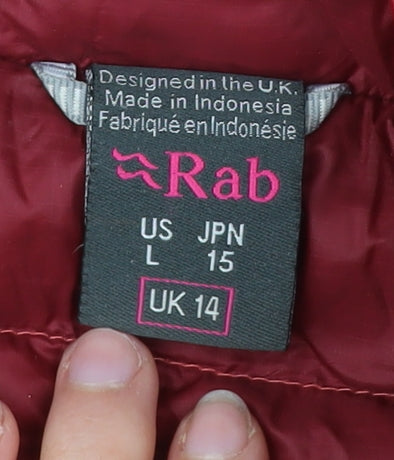 Designed in the U.K.
Made in Indonesia
Fabriqué en Indonésie
Rab
US JPN
L 15
UK 14